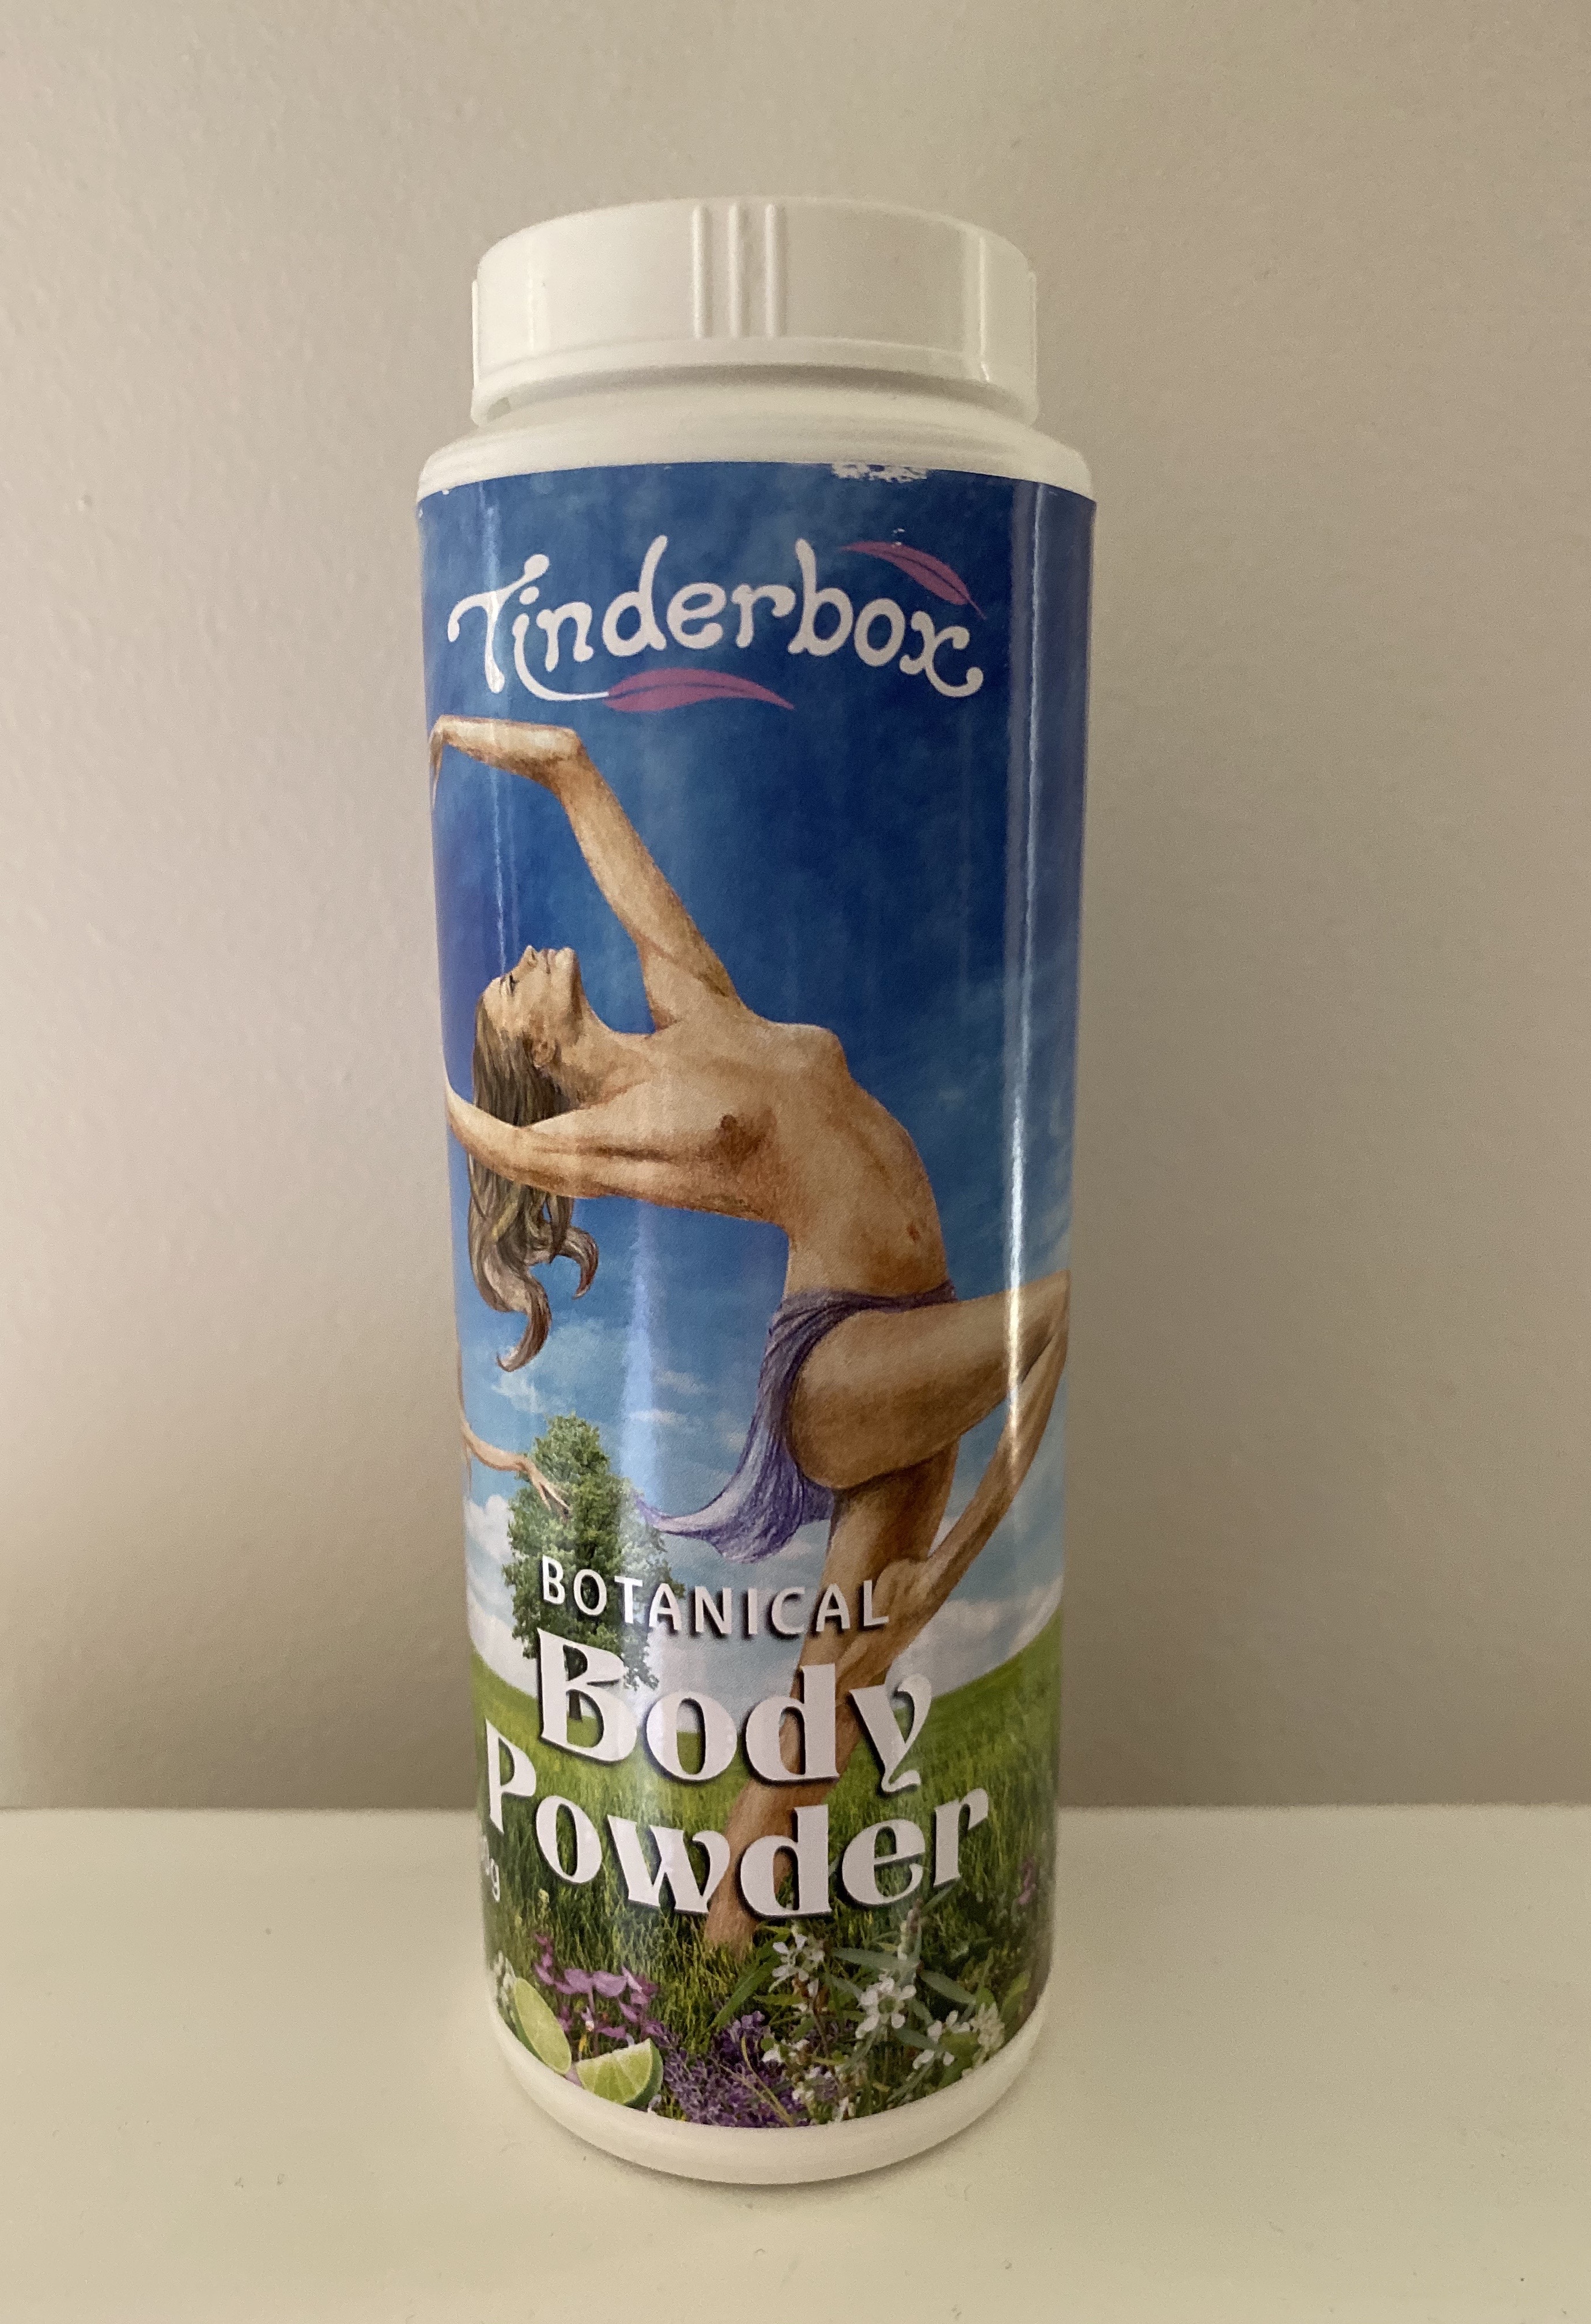 Tinderbox
BOTANICAL
Body
Powder